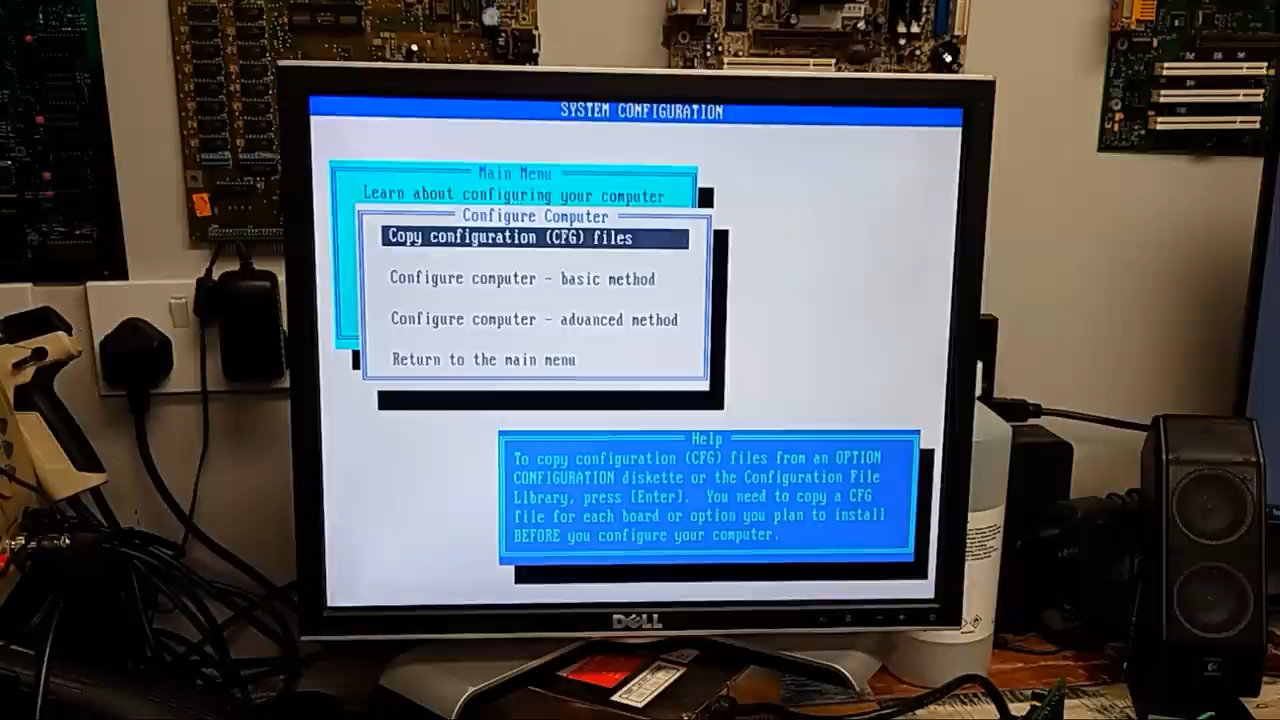 SYSTEM CONFIGURATION
Main Menu
Learn about configuring your computer
Configure Computer
Copy configuration (CFG) files
Configure computer - basic method
Configure computer - advanced method
Return to the main menu
Help
To copy configuration (CFG) files from an OPTION
CONFIGURATION diskette or the Configuration File
Library, press [Enter]. You need to copy a CFG
file for each board or option you plan to install
BEFORE you configure your computer.
DELL